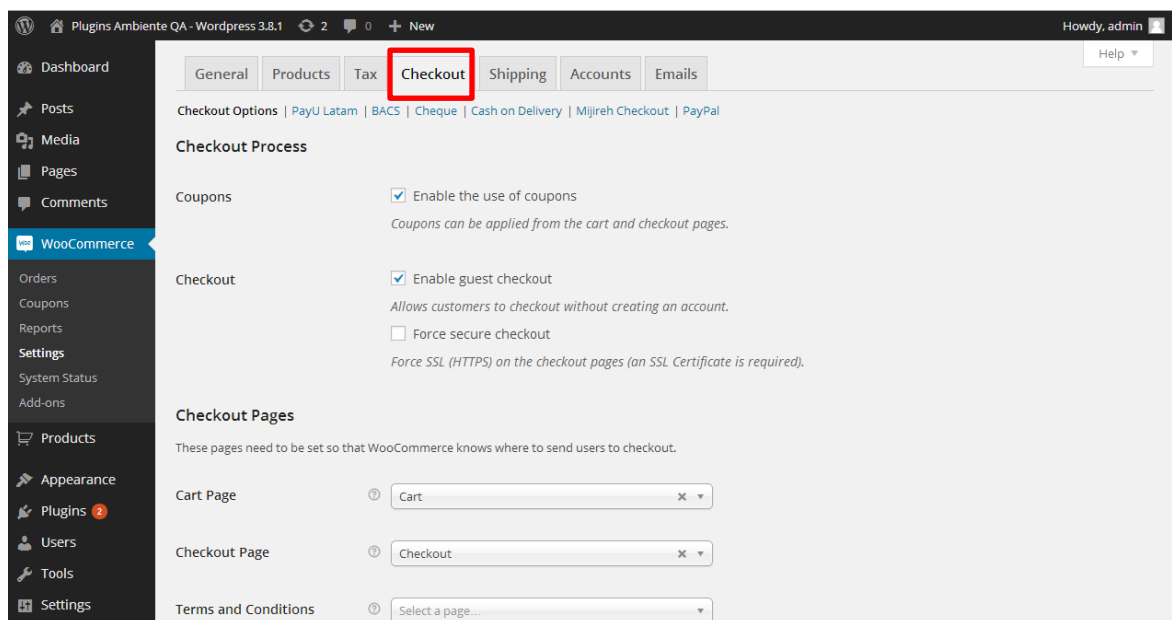 Plugins Ambiente QA - Wordpress 3.8.1 2 0 + New Howdy, admin
Help
Dashboard
Posts
Media
Pages
Comments
WooCommerce
Orders
Coupons
Reports
Settings
System Status
Add-ons
Products
Appearance
Plugins 2
Users
Tools
Settings
General Products Tax Checkout Shipping Accounts Emails
Checkout Options | PayU Latam | BACS | Cheque | Cash on Delivery | Mijireh Checkout | PayPal
Checkout Process
Coupons Enable the use of coupons
Coupons can be applied from the cart and checkout pages.
Checkout Enable guest checkout
Allows customers to checkout without creating an account.
Force secure checkout
Force SSL (HTTPS) on the checkout pages (an SSL Certificate is required).
Checkout Pages
These pages need to be set so that WooCommerce knows where to send users to checkout.
Cart Page ? Cart
Checkout Page ? Checkout
Terms and Conditions ? Select a page...